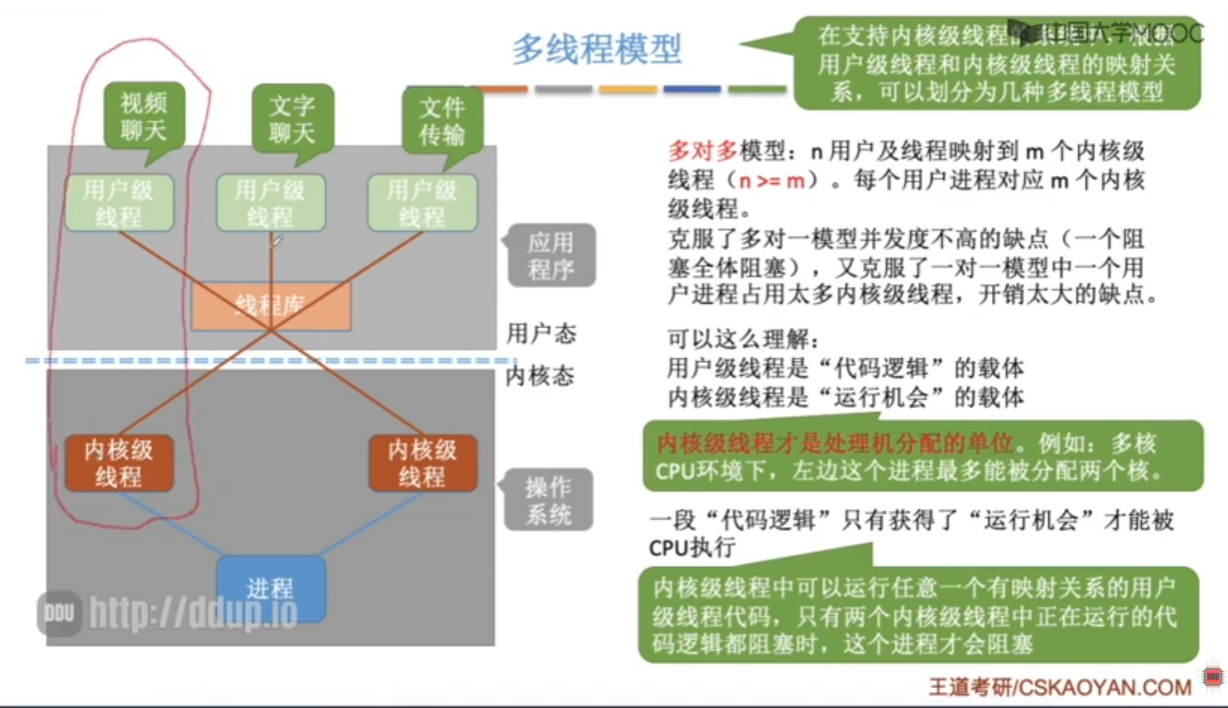 多线程模型
中国大学MOOC
在支持内核级线程
用户级线程和内核级线程的映射关
系，可以划分为几种多线程模型
视频
聊天
文字
聊天
文件
传输
用户级
线程
用户级
线程
用户级
线程
线程库
应用
程序
用户态
内核态
内核级
线程
内核级
线程
操作
系统
进程
DDU http://ddup.io
多对多模型：n 用户及线程映射到 m 个内核级
线程（n >= m）。每个用户进程对应 m 个内核
级线程。
克服了多对一模型并发度不高的缺点（一个阻
塞全体阻塞），又克服了一对一模型中一个用
户进程占用太多内核级线程，开销太大的缺点。
可以这么理解：
用户级线程是“代码逻辑”的载体
内核级线程是“运行机会”的载体
内核级线程才是处理机分配的单位。例如：多核
CPU环境下，左边这个进程最多能被分配两个核。
一段“代码逻辑”只有获得了“运行机会”才能被
CPU执行
内核级线程中可以运行任意一个有映射关系的用户
级线程代码，只有两个内核级线程中正在运行的代
码逻辑都阻塞时，这个进程才会阻塞
王道考研/CSKAOYAN.COM
DDU